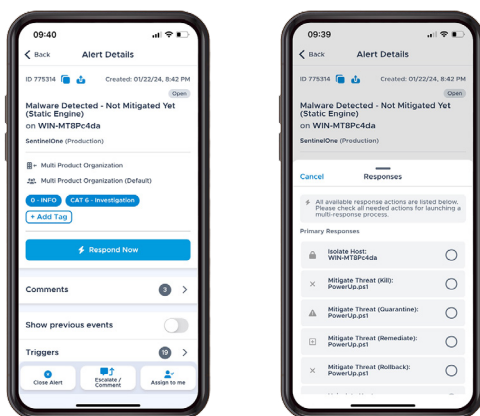 09:40
Back
Alert Details
ID 775314
Created: 01/22/24, 8:42 PM
Open
Malware Detected - Not Mitigated Yet
(Static Engine)
on WIN-MT8Pc4da
SentinelOne (Production)
Multi Product Organization
Multi Product Organization (Default)
0 - INFO
CAT 6 - Investigation
+ Add Tag
Respond Now
Comments
3
Show previous events
Triggers
19
Close Alert
Escalate /
Comment
Assign to me
09:39
Back
Alert Details
ID 775314
Created: 01/22/24, 8:42 PM
Open
Malware Detected - Not Mitigated Yet
(Static Engine)
on WIN-MT8Pc4da
SentinelOne (Production)
Cancel
Responses
All available response actions are listed below.
Please check all needed actions for launching a
multi-response process.
Primary Responses
Isolate Host:
WIN-MT8Pc4da
Mitigate Threat (Kill):
PowerUp.ps1
Mitigate Threat (Quarantine):
PowerUp.ps1
Mitigate Threat (Remediate):
PowerUp.ps1
Mitigate Threat (Rollback):
PowerUp.ps1